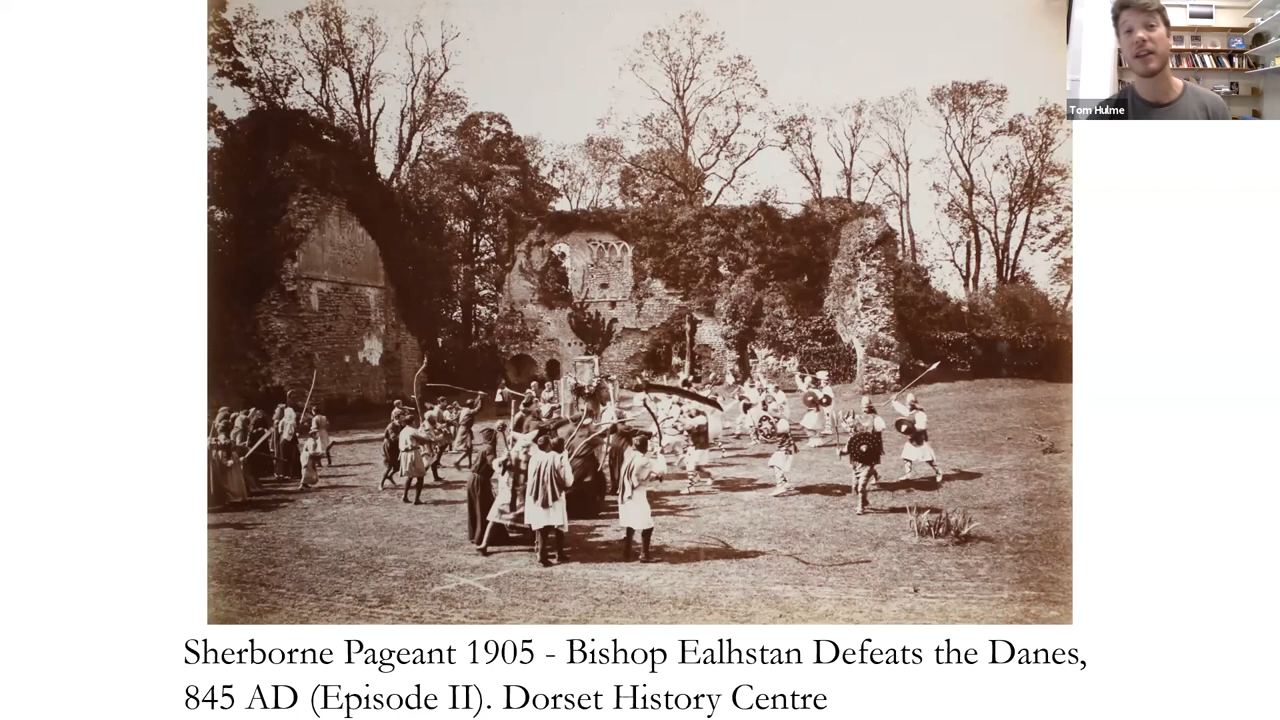 Tom Hulme
Sherborne Pageant 1905 - Bishop Ealhstan Defeats the Danes,
845 AD (Episode II). Dorset History Centre